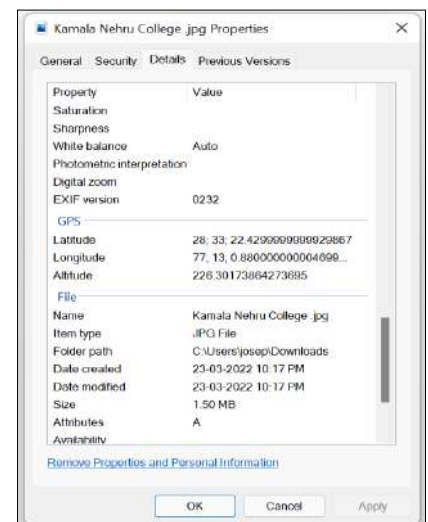 Kamala Nehru College .jpg Properties
General Security Details Previous Versions
Property Value
Saturation
Sharpness
White balance Auto
Photometric interpretation
Digital zoom
EXIF version 0232
GPS
Latitude 28; 33; 22.4299999999929867
Longitude 77; 13; 0.880000000004699...
Altitude 226.30173864273695
File
Name Kamala Nehru College .jpg
Item type JPG File
Folder path C:\Users\josep\Downloads
Date created 23-03-2022 10:17 PM
Date modified 23-03-2022 10:17 PM
Size 1.50 MB
Attributes A
Availability
Remove Properties and Personal Information
OK Cancel Apply